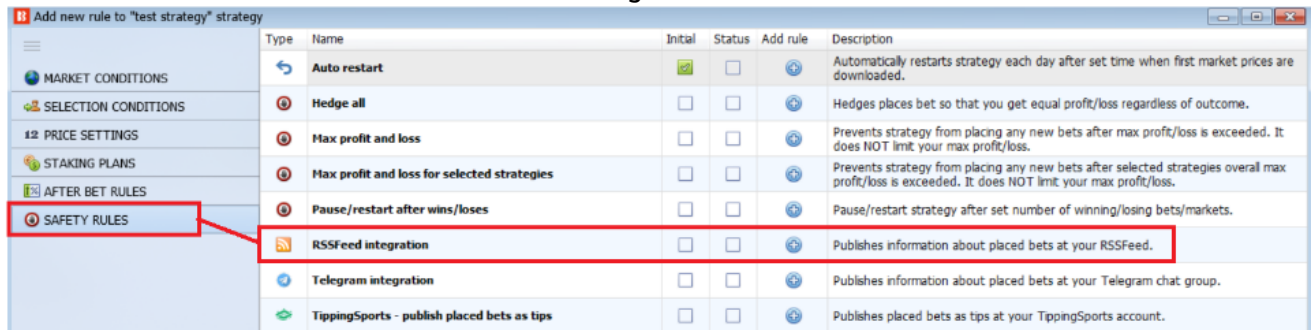 Add new rule to "test strategy" strategy
Type Name Initial Status Add rule Description
MARKET CONDITIONS
SELECTION CONDITIONS
12 PRICE SETTINGS
STAKING PLANS
AFTER BET RULES
SAFETY RULES
Auto restart
Automatically restarts strategy each day after set time when first market prices are
downloaded.
Hedge all
Hedges places bet so that you get equal profit/loss regardless of outcome.
Max profit and loss
Prevents strategy from placing any new bets after max profit/loss is exceeded. It
does NOT limit your max profit/loss.
Max profit and loss for selected strategies
Prevents strategy from placing any new bets after selected strategies overall max
profit/loss is exceeded. It does NOT limit your max profit/loss.
Pause/restart after wins/loses
Pause/restart strategy after set number of winning/losing bets/markets.
RSSFeed integration
Publishes information about placed bets at your RSSFeed.
Telegram integration
Publishes information about placed bets at your Telegram chat group.
TippingSports - publish placed bets as tips
Publishes placed bets as tips at your TippingSports account.